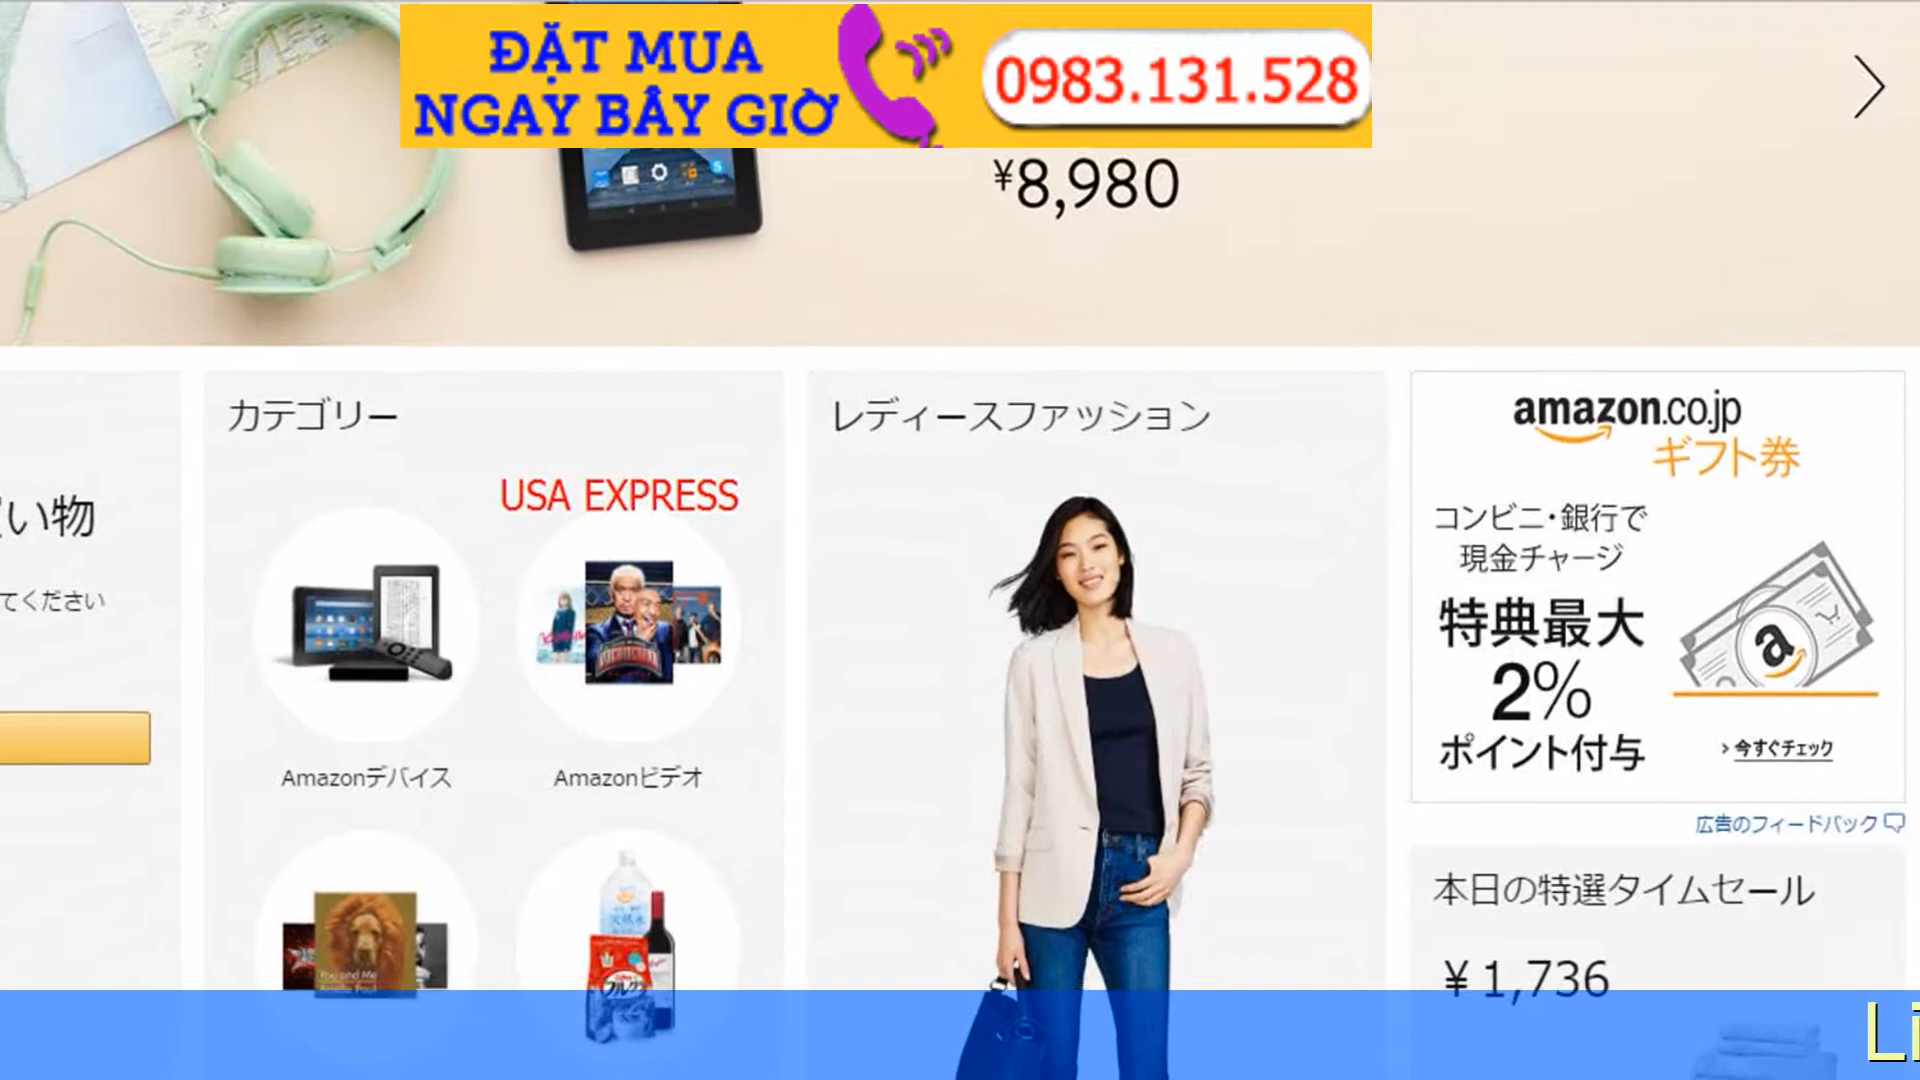 ĐẶT MUA
NGAY BÂY GIỜ
0983.131.528
¥8,980
い物
てください
カテゴリー
USA EXPRESS
Amazonデバイス
Amazonビデオ
You and Me
レディースファッション
amazon.co.jp
ギフト券
コンビニ・銀行で
現金チャージ
特典最大
2%
ポイント付与
› 今すぐチェック
広告のフィードバック
本日の特選タイムセール
¥ 1,736
Li